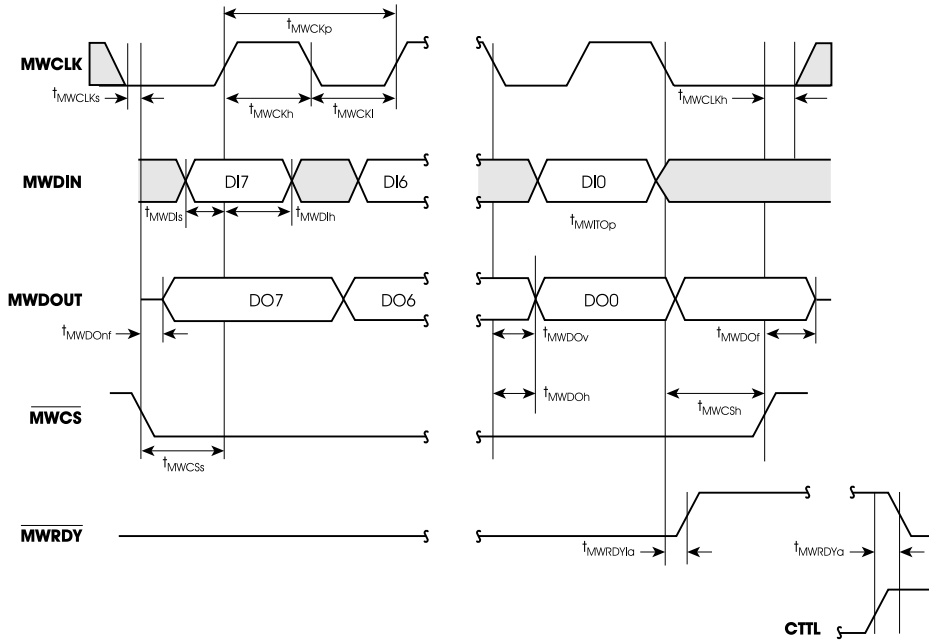 tMWCKp
MWCLK
tMWCLKs
tMWCKh
tMWCKl
tMWCLKh
MWDIN
DI7
DI6
DI0
tMWDIs
tMWDIh
tMWITOp
MWDOUT
DO7
DO6
DO0
tMWDOnf
tMWDOv
tMWDOf
tMWDOh
MWCS
tMWCSh
tMWCSs
MWRDY
tMWRDYIa
tMWRDYa
CTTL